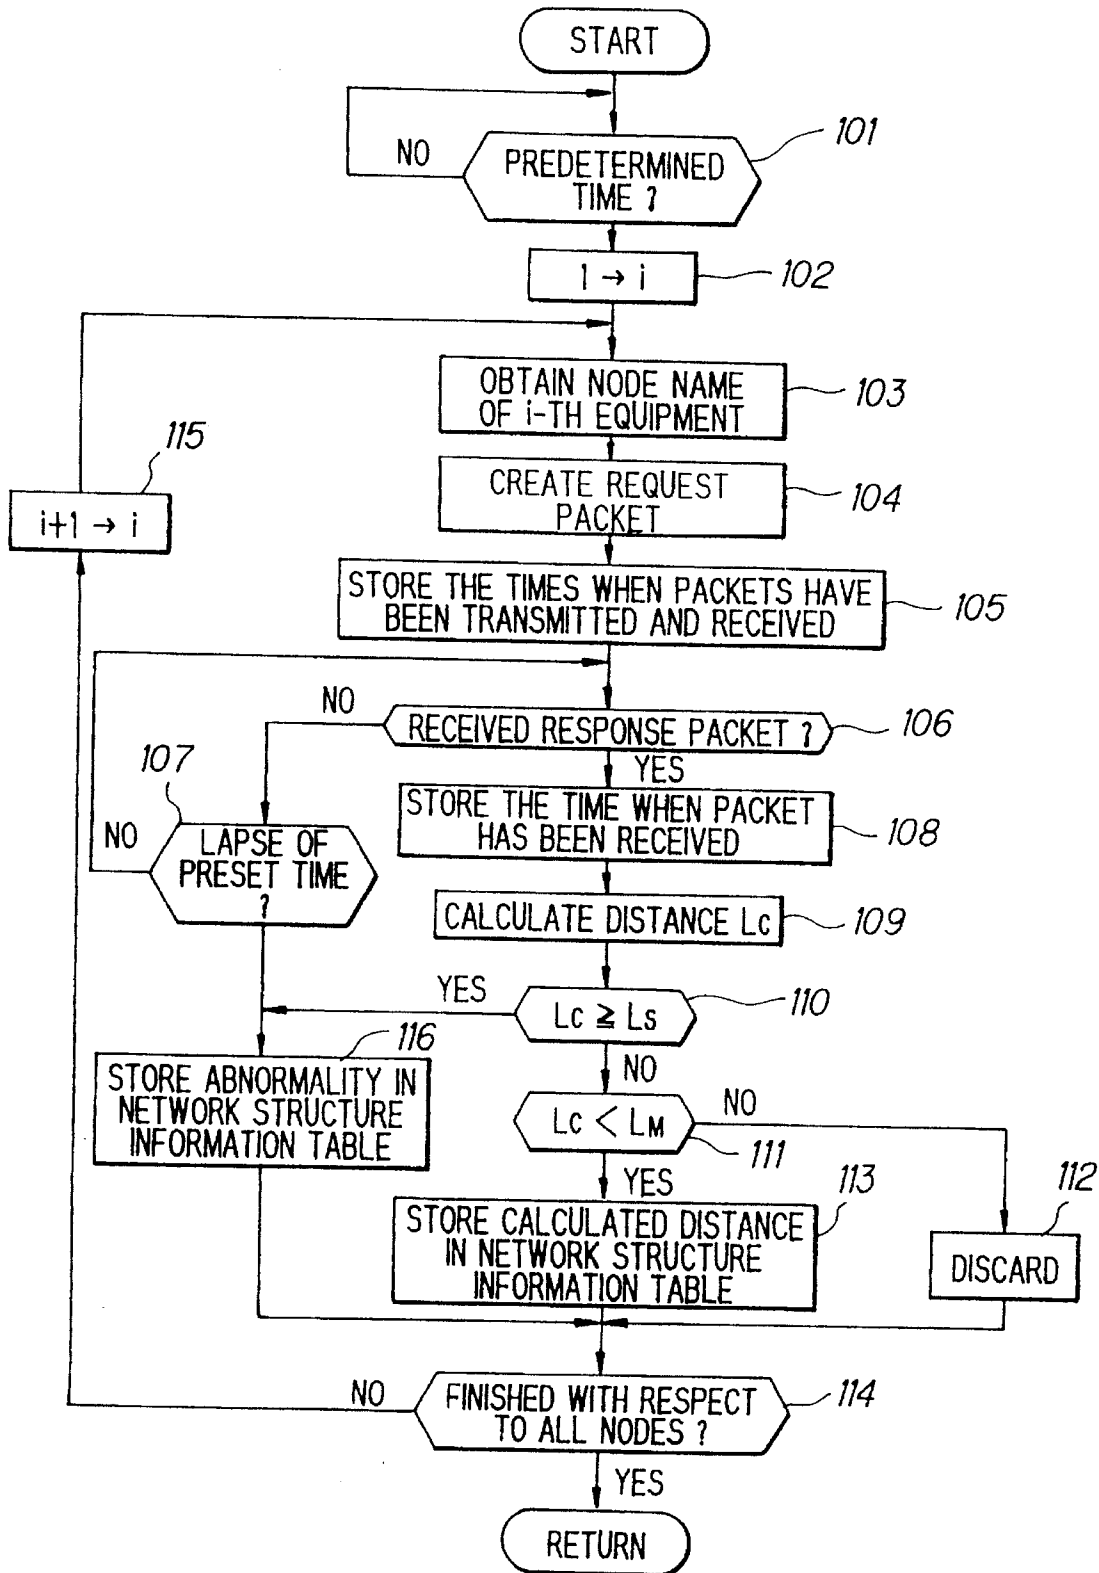 START
NO
PREDETERMINED
TIME ?
101
1 → i
102
OBTAIN NODE NAME
OF i-TH EQUIPMENT
103
115
i+1 → i
CREATE REQUEST
PACKET
104
STORE THE TIMES WHEN PACKETS HAVE
BEEN TRANSMITTED AND RECEIVED
105
NO
RECEIVED RESPONSE PACKET ?
106
107
YES
NO
LAPSE OF
PRESET TIME
?
STORE THE TIME WHEN PACKET
HAS BEEN RECEIVED
108
CALCULATE DISTANCE Lc
109
YES
Lc ≧ Ls
110
116
STORE ABNORMALITY IN
NETWORK STRUCTURE
INFORMATION TABLE
NO
Lc < LM
NO
111
YES
113
112
STORE CALCULATED DISTANCE
IN NETWORK STRUCTURE
INFORMATION TABLE
DISCARD
NO
FINISHED WITH RESPECT
TO ALL NODES ?
114
YES
RETURN